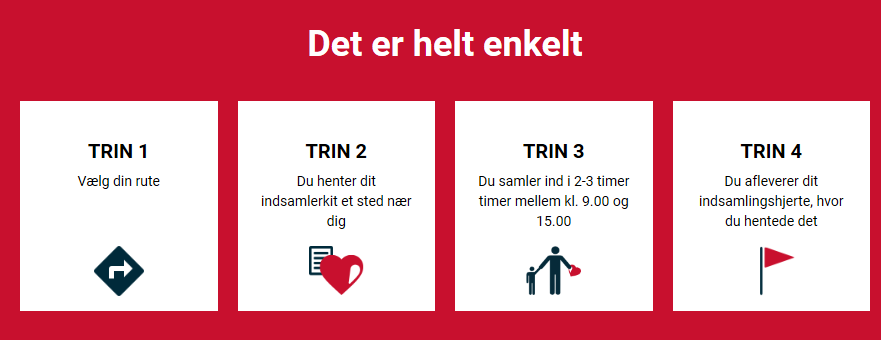 Det er helt enkelt
TRIN 1
Vælg din rute
TRIN 2
Du henter dit
indsamlerkit et sted nær
dig
TRIN 3
Du samler ind i 2-3 timer
timer mellem kl. 9.00 og
15.00
TRIN 4
Du afleverer dit
indsamlingshjerte, hvor
du hentede det